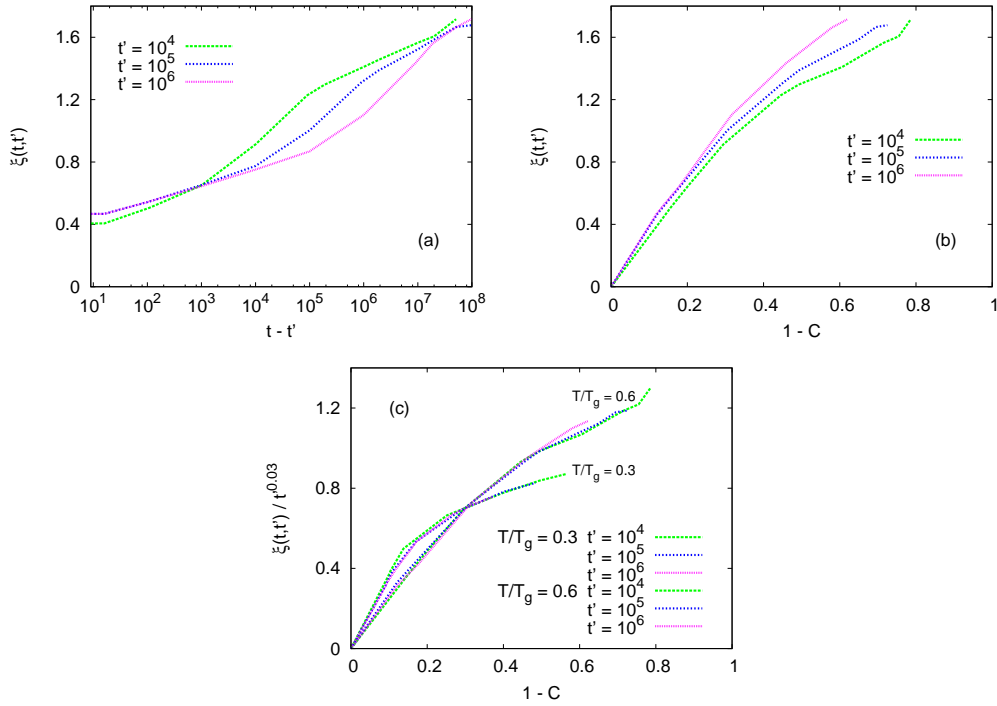 ξ(t,t')
1.6
1.2
0.8
0.4
0
t' = 10^4
t' = 10^5
t' = 10^6
(a)
10^1 10^2 10^3 10^4 10^5 10^6 10^7 10^8
t - t'
ξ(t,t')
1.6
1.2
0.8
0.4
0
t' = 10^4
t' = 10^5
t' = 10^6
(b)
0 0.2 0.4 0.6 0.8 1
1 - C
ξ(t,t') / t'^0.03
1.2
0.8
0.4
0
(c)
T/T_g = 0.6
T/T_g = 0.3
T/T_g = 0.3 t' = 10^4
t' = 10^5
t' = 10^6
T/T_g = 0.6 t' = 10^4
t' = 10^5
t' = 10^6
0 0.2 0.4 0.6 0.8 1
1 - C